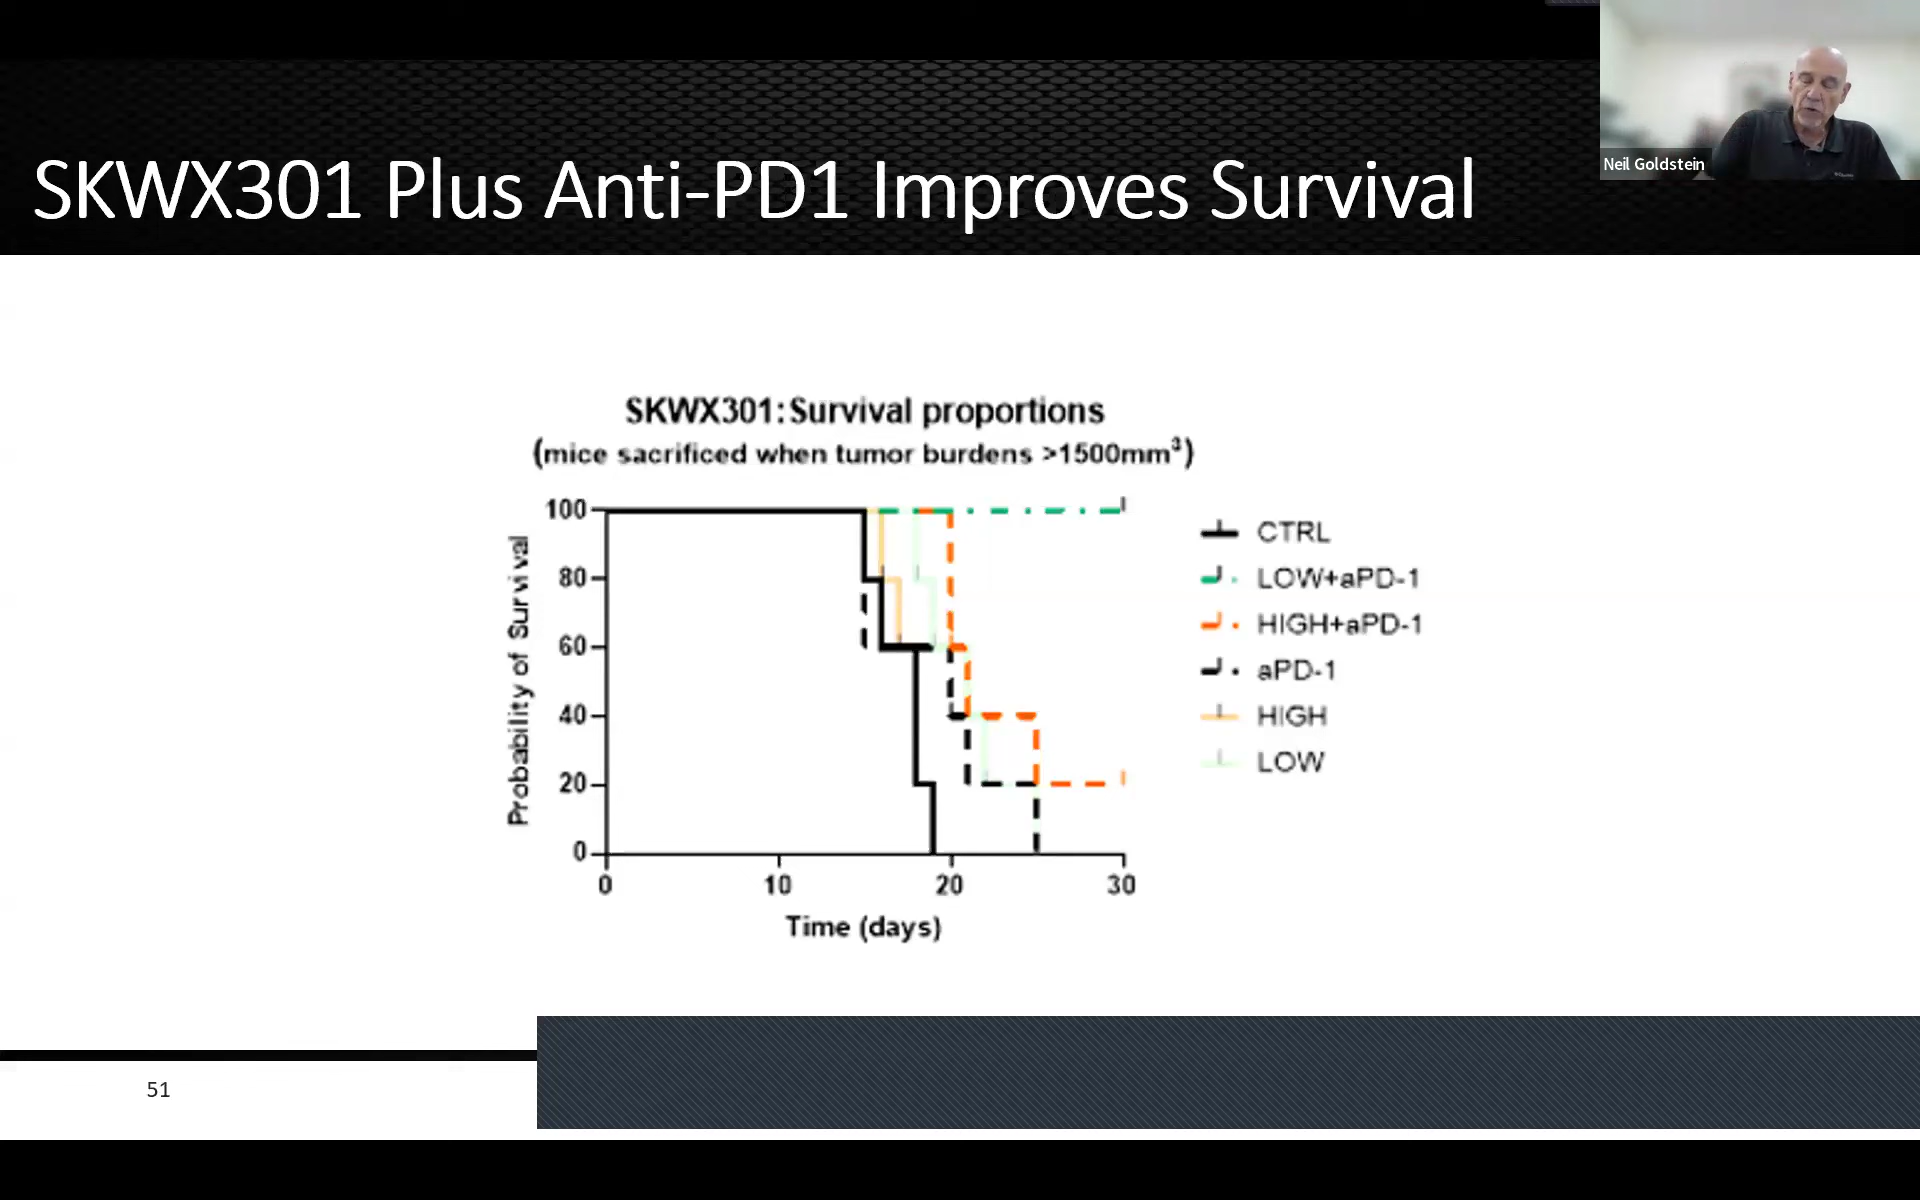 SKWX301 Plus Anti-PD1 Improves Survival
Neil Goldstein
SKWX301:Survival proportions
(mice sacrificed when tumor burdens >1500mm³)
Probability of Survival
100
80
60
40
20
0
0 10 20 30
Time (days)
CTRL
LOW+aPD-1
HIGH+aPD-1
aPD-1
HIGH
LOW
51